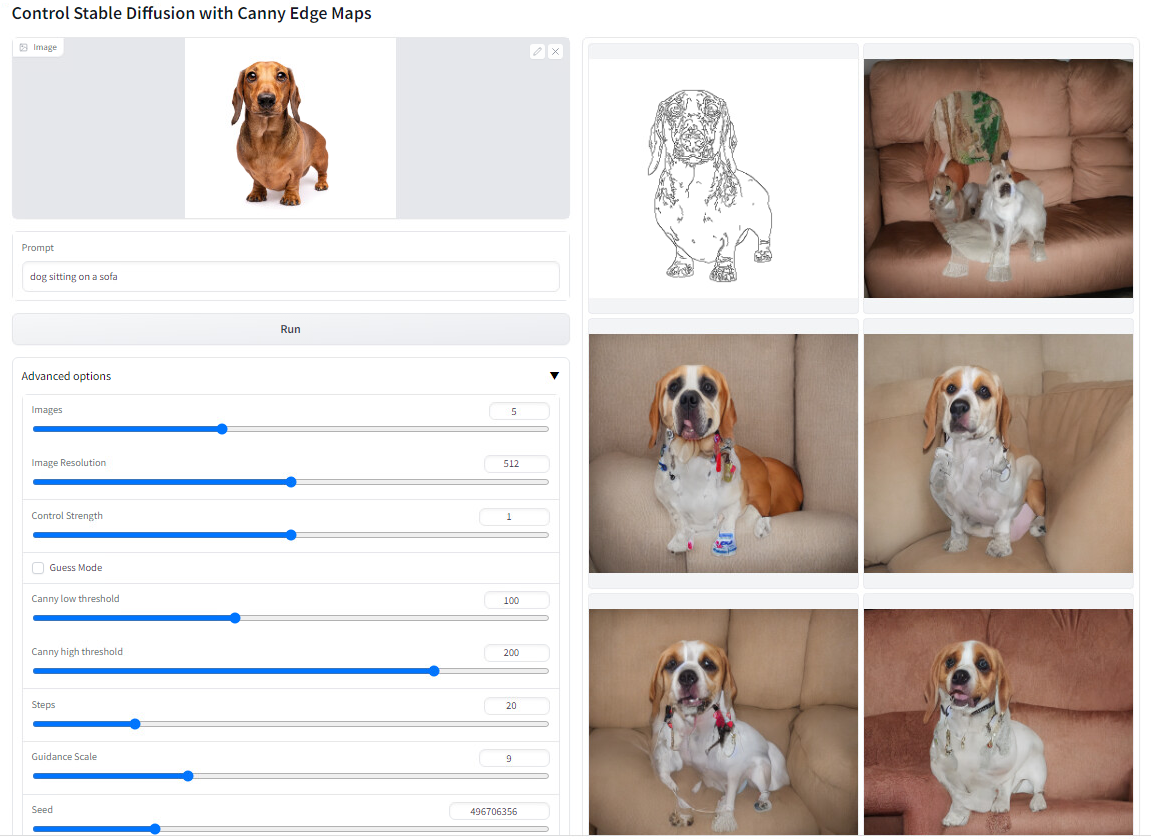 Control Stable Diffusion with Canny Edge Maps
Image
Prompt
dog sitting on a sofa
Run
Advanced options
Images
5
Image Resolution
512
Control Strength
1
Guess Mode
Canny low threshold
100
Canny high threshold
200
Steps
20
Guidance Scale
9
Seed
496706356